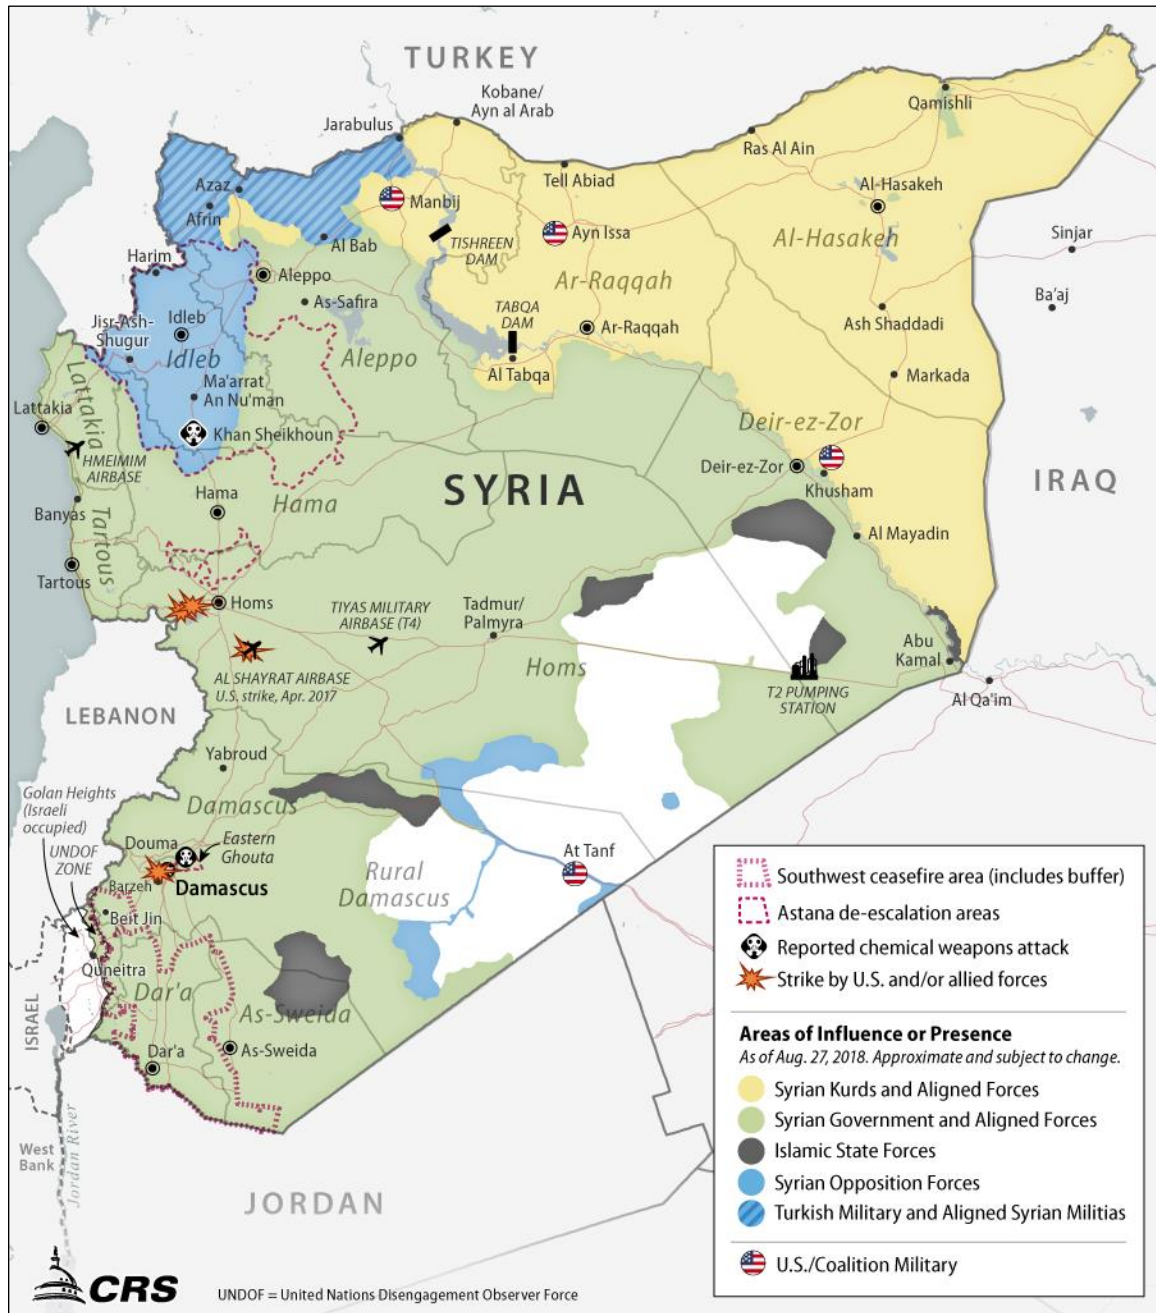 TURKEY
Kobane/
Ayn al Arab
Qamishli
Jarabulus
Ras Al Ain
Tell Abiad
Azaz
Al-Hasakeh
Manbij
Afrin
Ayn Issa
Al-Hasakeh
Sinjar
Al Bab
TISHREEN
DAM
Harim
Aleppo
Ar-Raqqah
Ba'aj
As-Safira
TABQA
DAM
Idleb
Jisr-Ash-
Shugur
Ar-Raqqah
Ash Shaddadi
Idleb
Aleppo
Al Tabqa
Markada
Ma'arrat
An Nu'man
Lattakia
Lattakia
Deir-ez-Zor
Khan Sheikhoun
HMEIMIM
AIRBASE
Deir-ez-Zor
Khusham
SYRIA
IRAQ
Hama
Hama
Banyas
Tartous
Al Mayadin
Tartous
Homs
TIYAS MILITARY
AIRBASE (T4)
Tadmur/
Palmyra
Abu
Kamal
Homs
AL SHAYRAT AIRBASE
U.S. strike, Apr. 2017
T2 PUMPING
STATION
Al Qa'im
LEBANON
Yabroud
Golan Heights
(Israeli
occupied)
Damascus
UNDOF
ZONE
Douma
Eastern
Ghouta
At Tanf
Rural
Damascus
Barzeh
Damascus
Beit Jin
Quneitra
Dar'a
As-Sweida
ISRAEL
Dar'a
As-Sweida
West
Bank
Jordan River
JORDAN
Southwest ceasefire area (includes buffer)
Astana de-escalation areas
Reported chemical weapons attack
Strike by U.S. and/or allied forces
Areas of Influence or Presence
As of Aug. 27, 2018. Approximate and subject to change.
Syrian Kurds and Aligned Forces
Syrian Government and Aligned Forces
Islamic State Forces
Syrian Opposition Forces
Turkish Military and Aligned Syrian Militias
U.S./Coalition Military
CRS
UNDOF = United Nations Disengagement Observer Force